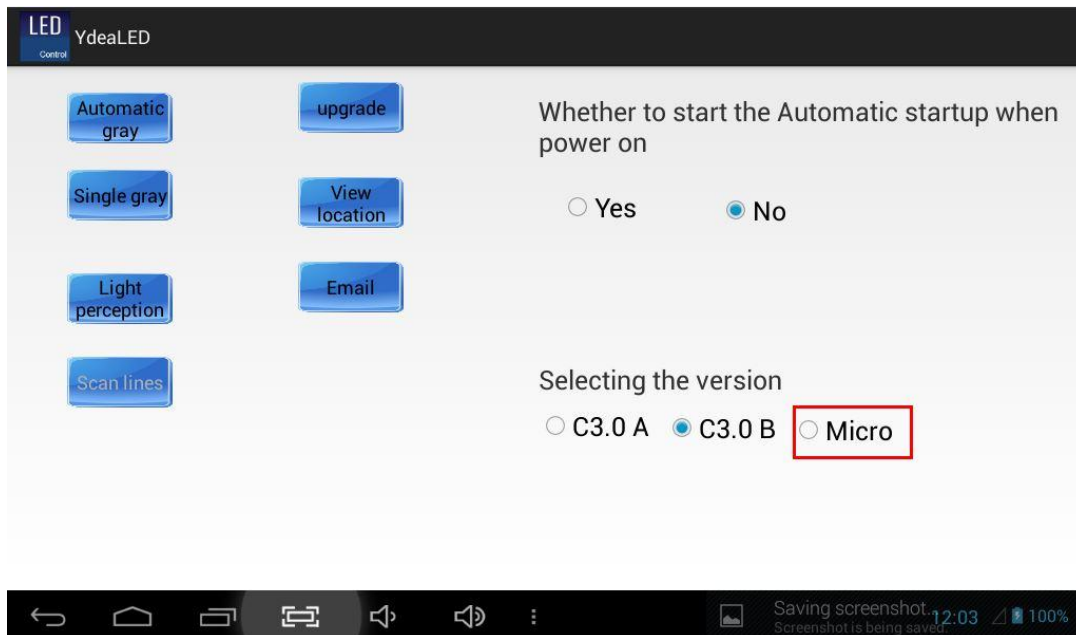 LED
Control
YdeaLED
Automatic
gray
upgrade
Single gray
View
location
Light
perception
Email
Scan lines
Whether to start the Automatic startup when
power on
Yes
No
Selecting the version
C3.0 A
C3.0 B
Micro
Saving screenshot..
Screenshot is being saved.
12:03
100%